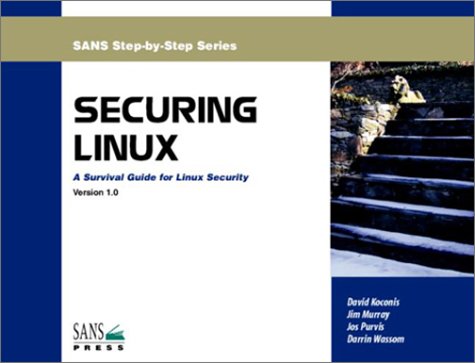 SANS Step-by-Step Series
SECURING
LINUX
A Survival Guide for Linux Security
Version 1.0
David Koconis
Jim Murray
Jos Purvis
Darrin Wassom
SANS
PRESS